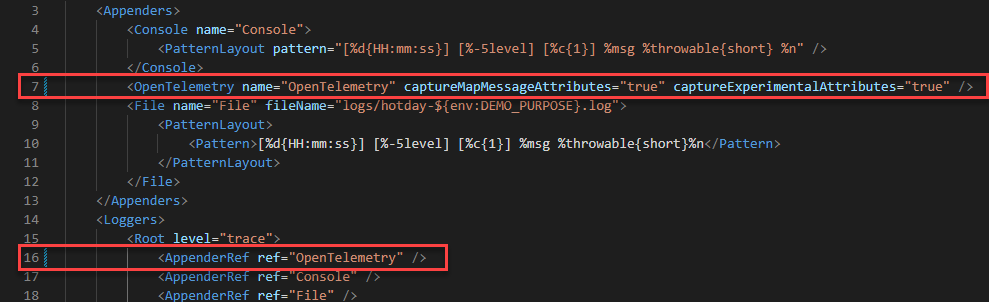 3 <Appenders>
4 <Console name="Console">
5 <PatternLayout pattern="[%d{HH:mm:ss}] [%-5level] [%c{1}] %msg %throwable{short} %n" />
6 </Console>
7 <OpenTelemetry name="OpenTelemetry" captureMapMessageAttributes="true" captureExperimentalAttributes="true" />
8 <File name="File" fileName="logs/hotday-${env:DEMO_PURPOSE}.log">
9 <PatternLayout>
10 <Pattern>[%d{HH:mm:ss}] [%-5level] [%c{1}] %msg %throwable{short}%n</Pattern>
11 </PatternLayout>
12 </File>
13 </Appenders>
14 <Loggers>
15 <Root level="trace">
16 <AppenderRef ref="OpenTelemetry" />
17 <AppenderRef ref="Console" />
18 <AppenderRef ref="File" />